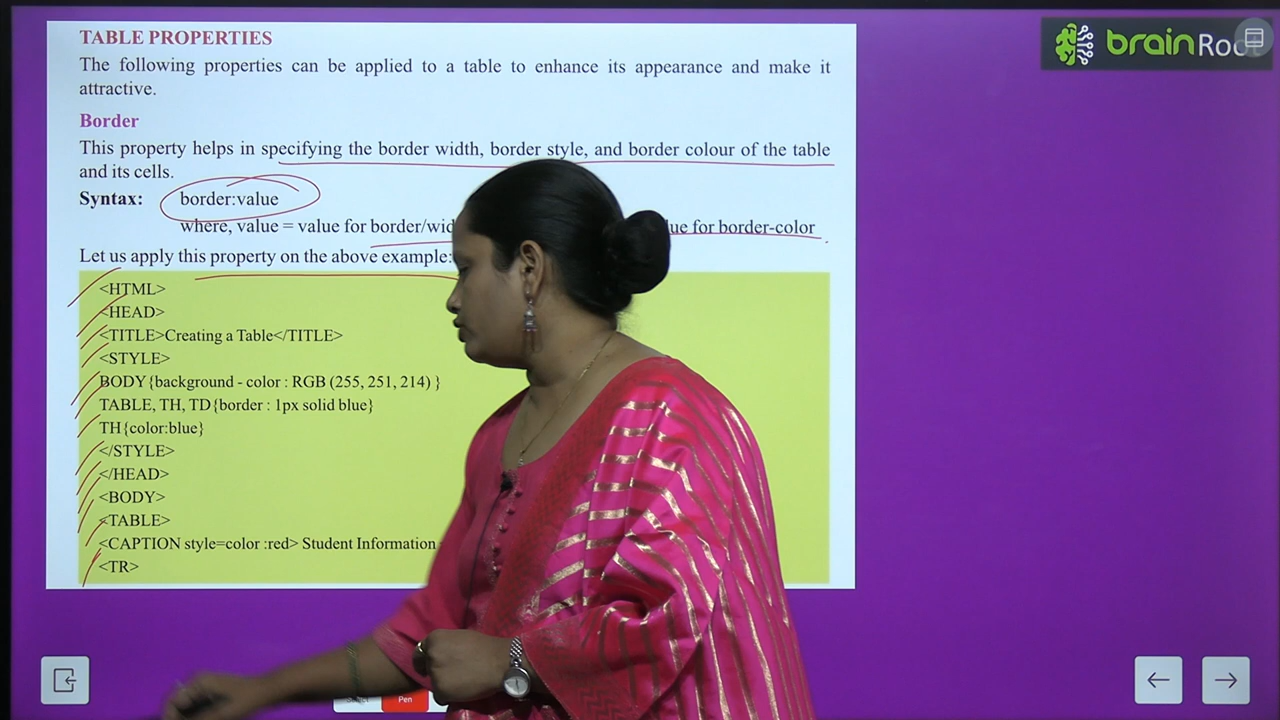 TABLE PROPERTIES
brainRoot
The following properties can be applied to a table to enhance its appearance and make it
attractive.
Border
This property helps in specifying the border width, border style, and border colour of the table
and its cells.
Syntax: border:value
where, value = value for border/wid for border-color
Let us apply this property on the above example:
<HTML>
<HEAD>
<TITLE>Creating a Table</TITLE>
<STYLE>
BODY{background - color : RGB (255, 251, 214) }
TABLE, TH, TD{border : 1px solid blue}
TH{color:blue}
</STYLE>
</HEAD>
<BODY>
<TABLE>
<CAPTION style=color :red> Student Information
<TR>
Pen